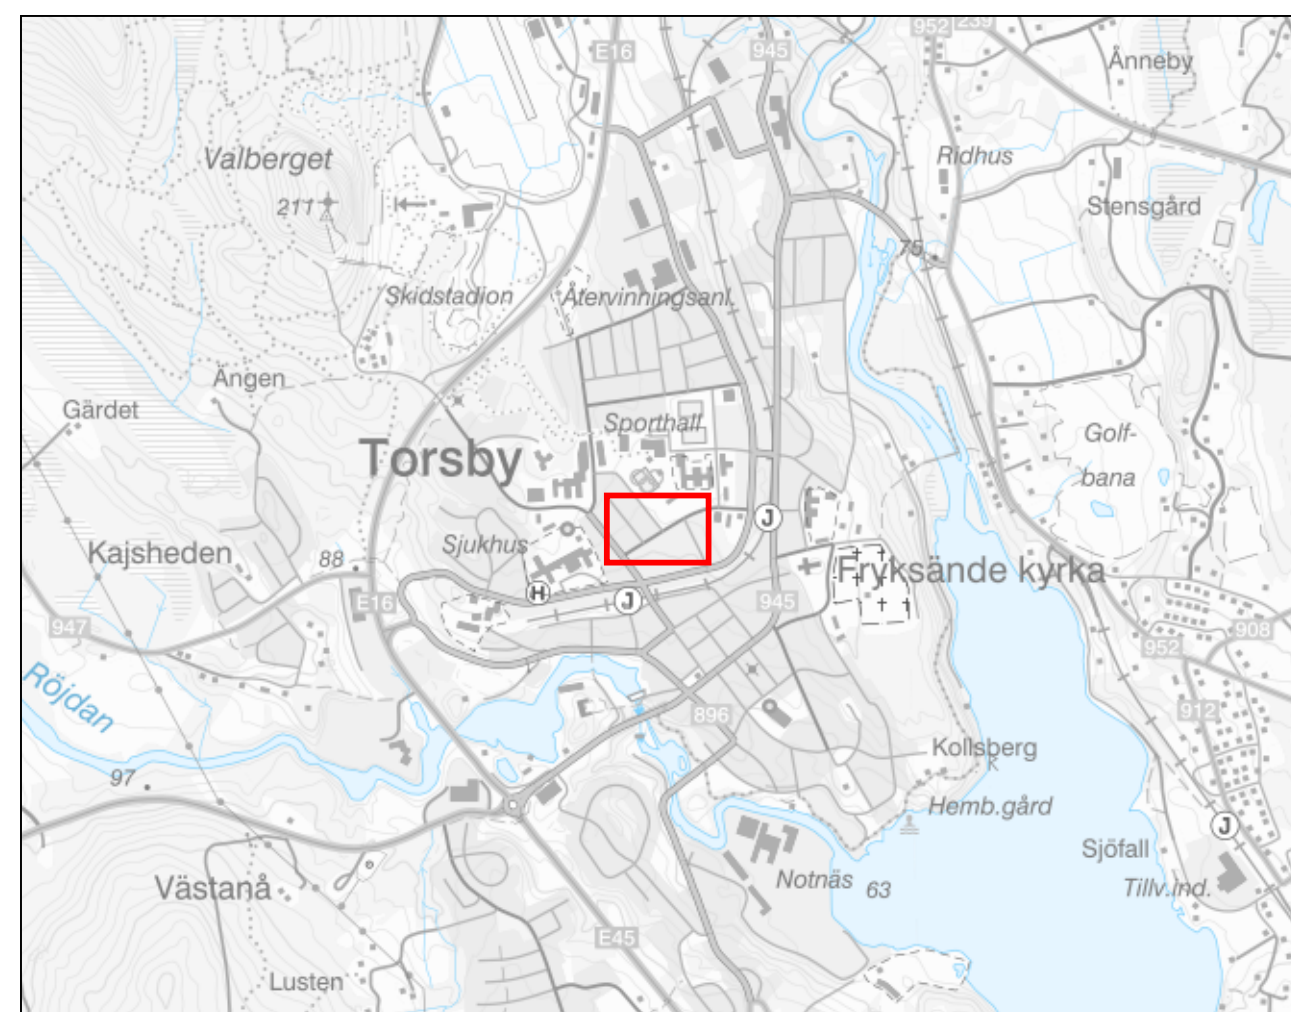 952
239
E16
945
Ånneby
Valberget
Ridhus
211
Stensgård
75
Skidstadion
Återvinningsanl.
Ängen
Gärdet
Sporthall
Golf-
bana
Torsby
J
Sjukhus
Kajsheden
88
Fryksände kyrka
H
J
E16
945
947
908
952
Röjdan
896
912
Kollsberg
97
Hemb.gård
J
Sjöfall
Västanå
Notnäs
63
Tillv.ind.
E45
Lusten